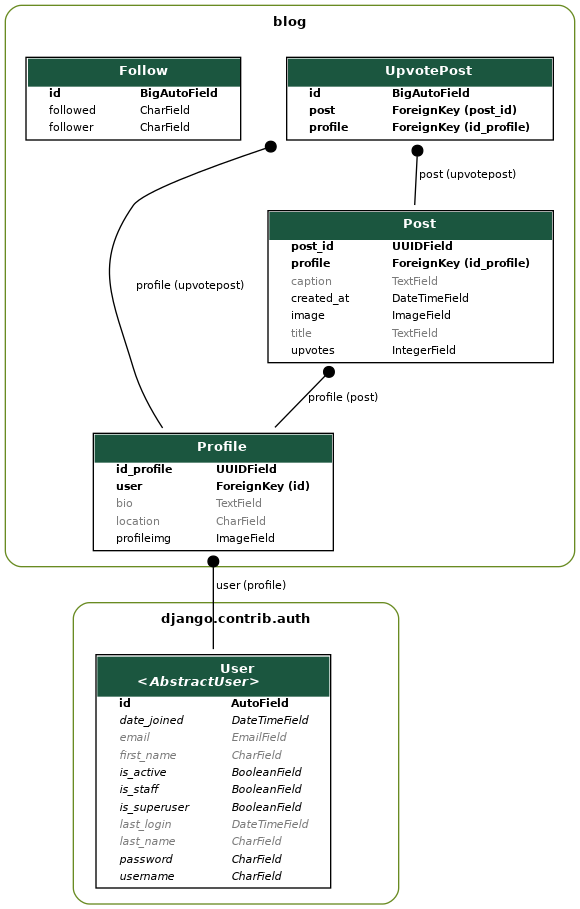 blog
Follow
id BigAutoField
followed CharField
follower CharField
UpvotePost
id BigAutoField
post ForeignKey (post_id)
profile ForeignKey (id_profile)
post (upvotepost)
Post
post_id UUIDField
profile ForeignKey (id_profile)
caption TextField
created_at DateTimeField
image ImageField
title TextField
upvotes IntegerField
profile (upvotepost)
profile (post)
Profile
id_profile UUIDField
user ForeignKey (id)
bio TextField
location CharField
profileimg ImageField
user (profile)
django.contrib.auth
User
<AbstractUser>
id AutoField
date_joined DateTimeField
email EmailField
first_name CharField
is_active BooleanField
is_staff BooleanField
is_superuser BooleanField
last_login DateTimeField
last_name CharField
password CharField
username CharField